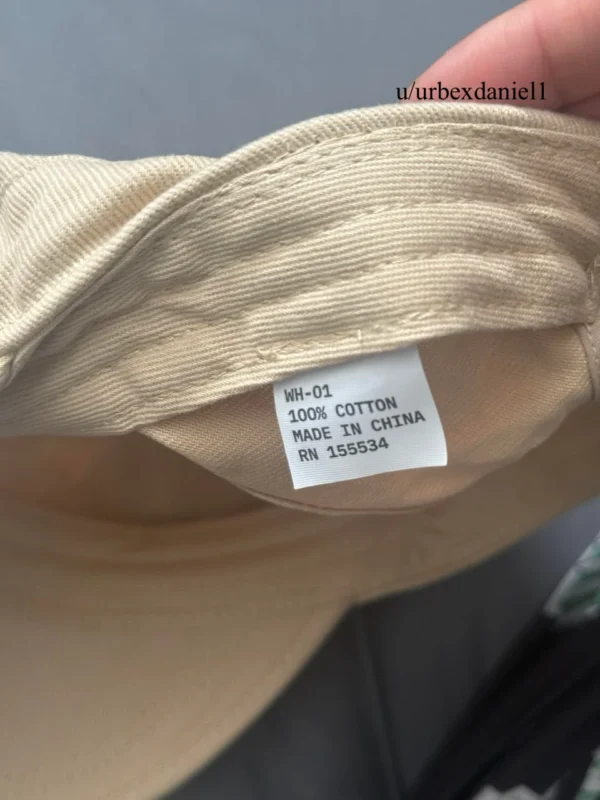 u/urbexdaniel1
WH-01
100% COTTON
MADE IN CHINA
RN 155534